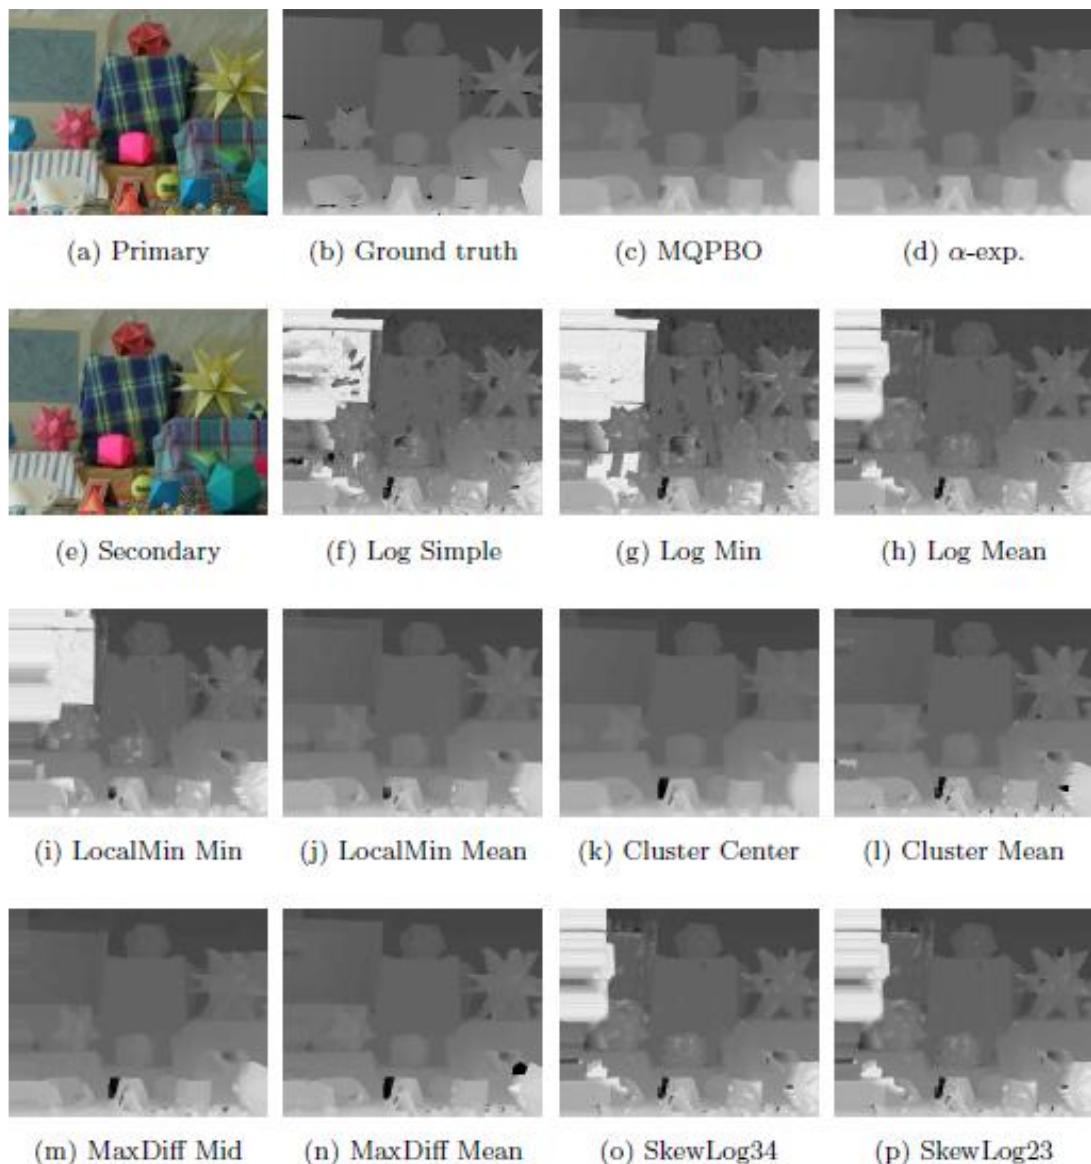 (a) Primary
(b) Ground truth
(c) MQPBO
(d) α-exp.
(e) Secondary
(f) Log Simple
(g) Log Min
(h) Log Mean
(i) LocalMin Min
(j) LocalMin Mean
(k) Cluster Center
(l) Cluster Mean
(m) MaxDiff Mid
(n) MaxDiff Mean
(o) SkewLog34
(p) SkewLog23